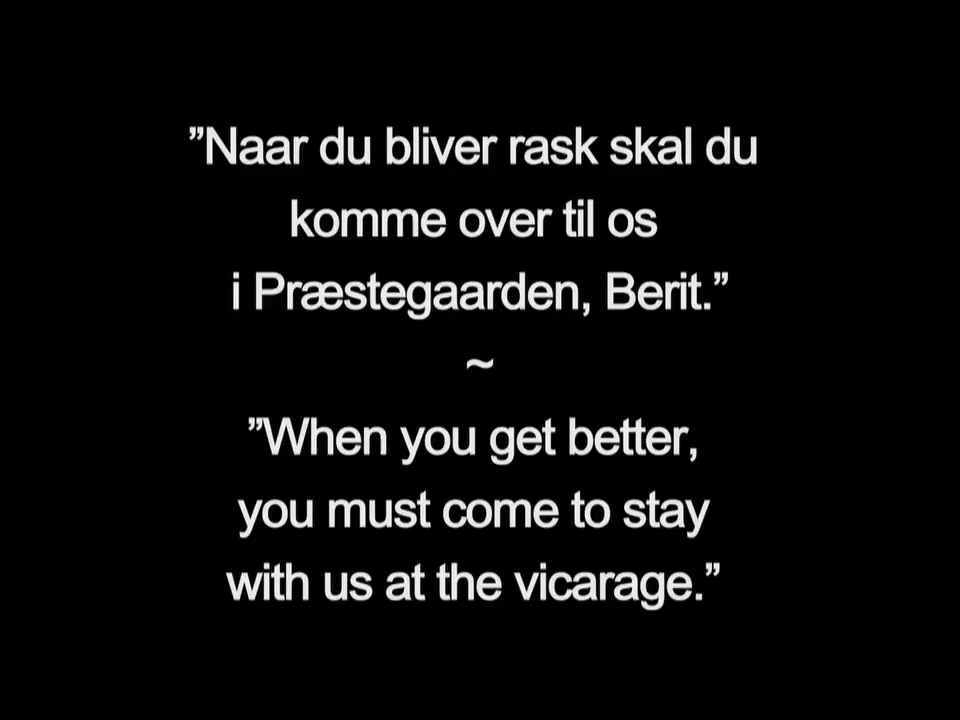 ”Naar du bliver rask skal du
komme over til os
i Præstegaarden, Berit.”
~
”When you get better,
you must come to stay
with us at the vicarage.”